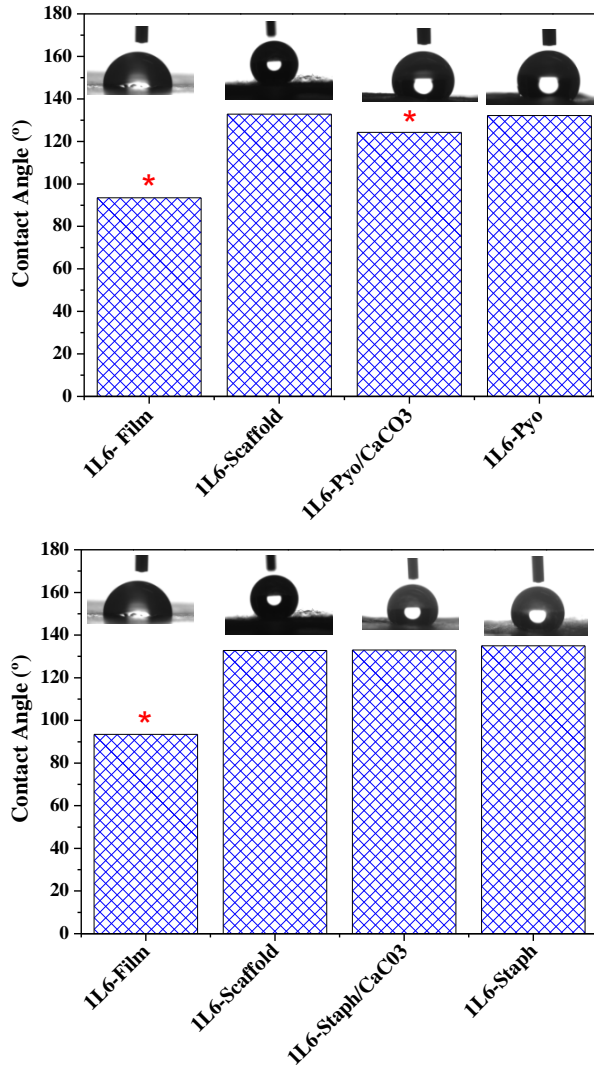 180
160
140
120
100
80
60
40
20
0
Contact Angle (º)
*
*
1L6- Film
1L6-Scaffold
1L6-Pyo/CaCO3
1L6-Pyo
180
160
140
120
100
80
60
40
20
0
Contact Angle (º)
*
1L6-Film
1L6-Scaffold
1L6-Staph/CaC03
1L6-Staph